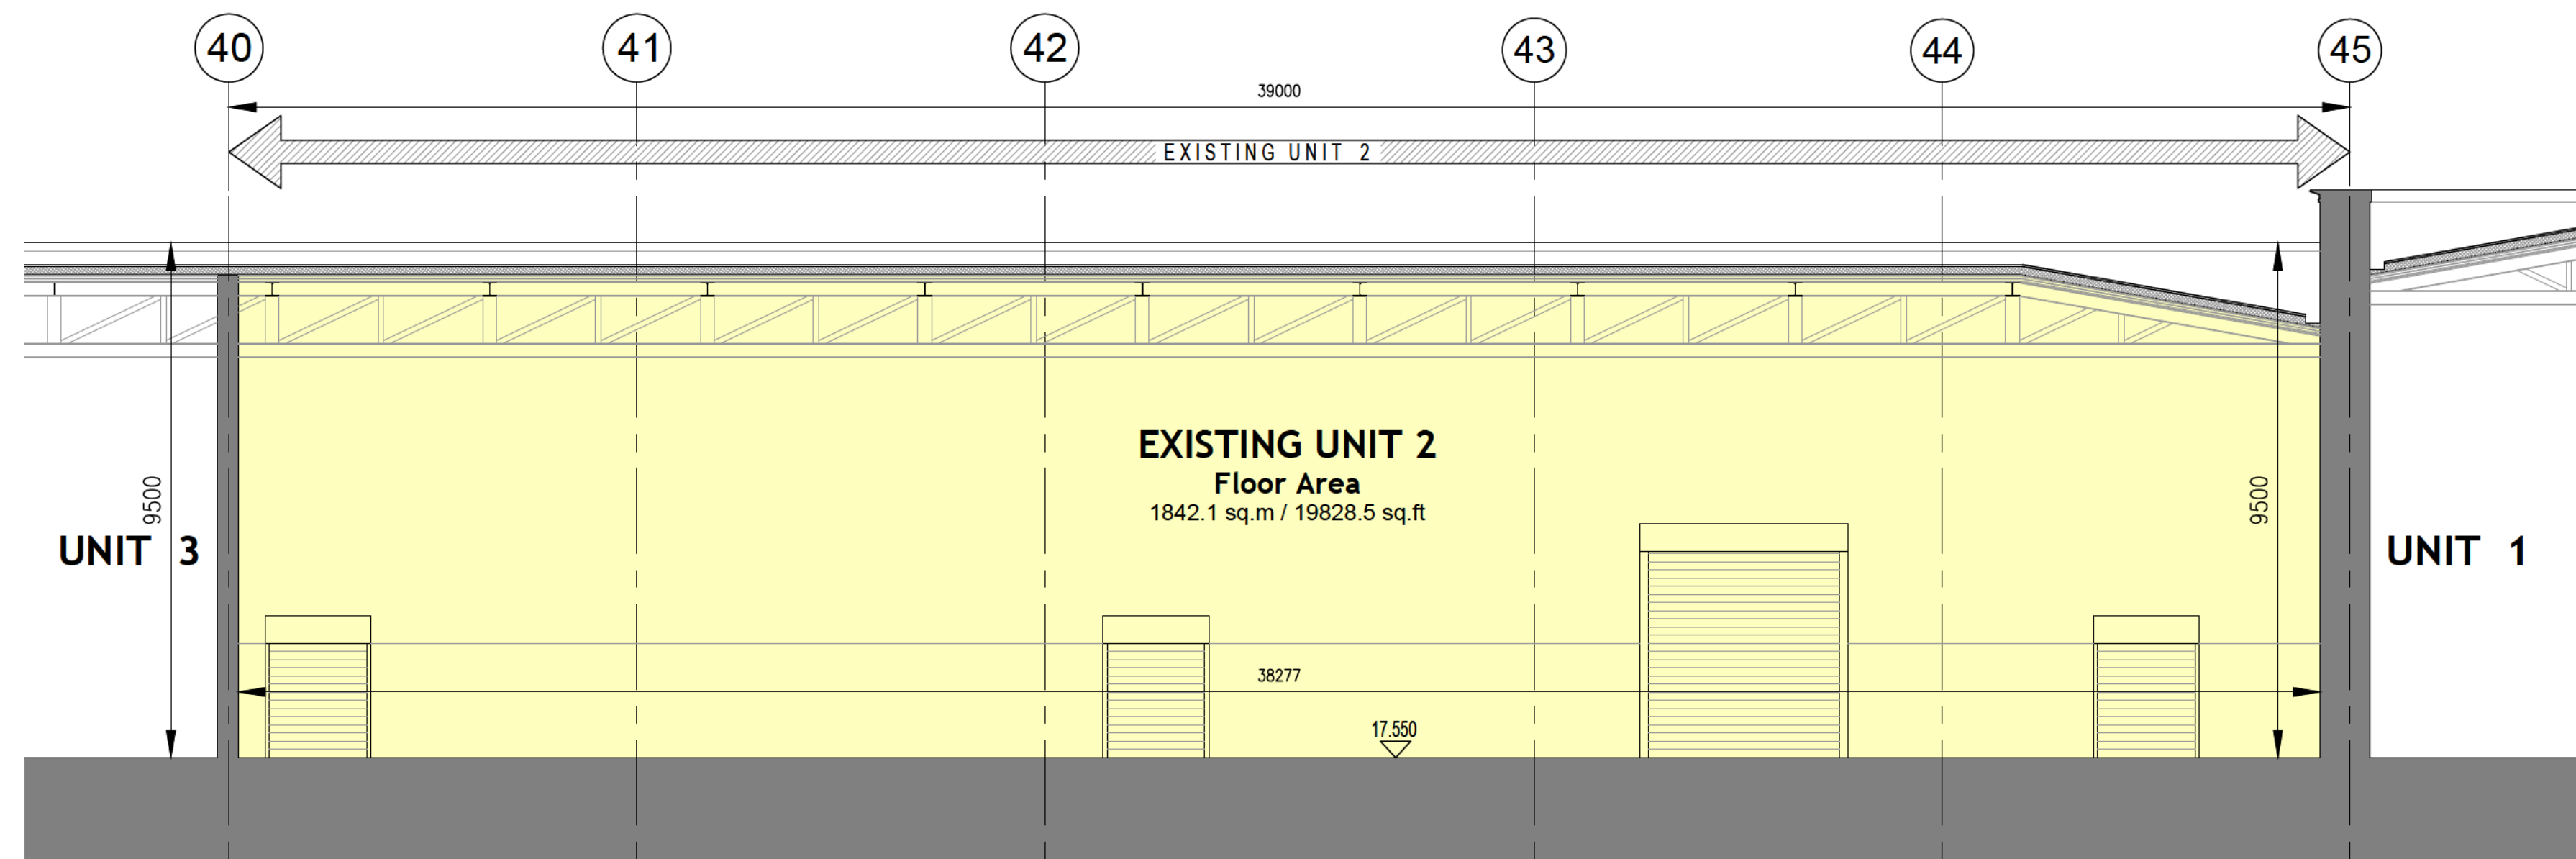 40 41 42 43 44 45
39000
EXISTING UNIT 2
EXISTING UNIT 2
Floor Area
1842.1 sq.m / 19828.5 sq.ft
9500
9500
UNIT 3
UNIT 1
38277
17.550